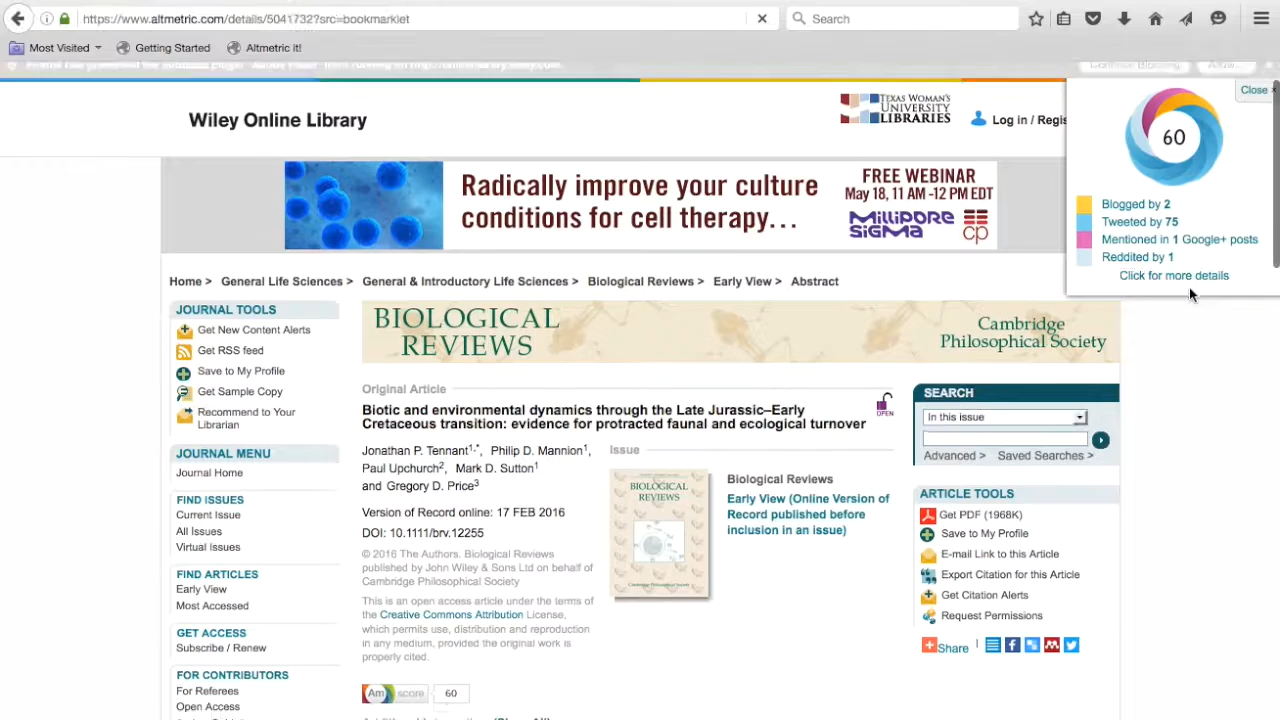 https://www.altmetric.com/details/5041732?src=bookmarklet
Search
Most Visited
Getting Started
Altmetric it!
Close ×
Wiley Online Library
TEXAS WOMAN'S
UNIVERSITY
LIBRARIES
Log in / Regis
60
Blogged by 2
Tweeted by 75
Mentioned in 1 Google+ posts
Reddited by 1
Click for more details
Radically improve your culture
conditions for cell therapy...
FREE WEBINAR
May 18, 11 AM -12 PM EDT
MILLIPORE
SIGMA
cp
Home > General Life Sciences > General & Introductory Life Sciences > Biological Reviews > Early View > Abstract
JOURNAL TOOLS
Get New Content Alerts
Get RSS feed
Save to My Profile
Get Sample Copy
Recommend to Your
Librarian
JOURNAL MENU
Journal Home
FIND ISSUES
Current Issue
All Issues
Virtual Issues
FIND ARTICLES
Early View
Most Accessed
GET ACCESS
Subscribe / Renew
FOR CONTRIBUTORS
For Referees
Open Access
BIOLOGICAL
REVIEWS
Cambridge
Philosophical Society
Original Article
Biotic and environmental dynamics through the Late Jurassic–Early
Cretaceous transition: evidence for protracted faunal and ecological turnover
OPEN
Jonathan P. Tennant1,*, Philip D. Mannion1,
Paul Upchurch2, Mark D. Sutton1
and Gregory D. Price3
Version of Record online: 17 FEB 2016
DOI: 10.1111/brv.12255
© 2016 The Authors. Biological Reviews
published by John Wiley & Sons Ltd on behalf of
Cambridge Philosophical Society
This is an open access article under the terms of
the Creative Commons Attribution License,
which permits use, distribution and reproduction
in any medium, provided the original work is
properly cited.
Am score 60
Issue
BIOLOGICAL
REVIEWS
Biological Reviews
Early View (Online Version of
Record published before
inclusion in an issue)
SEARCH
In this issue
Advanced > Saved Searches >
ARTICLE TOOLS
Get PDF (1968K)
Save to My Profile
E-mail Link to this Article
Export Citation for this Article
Get Citation Alerts
Request Permissions
Share